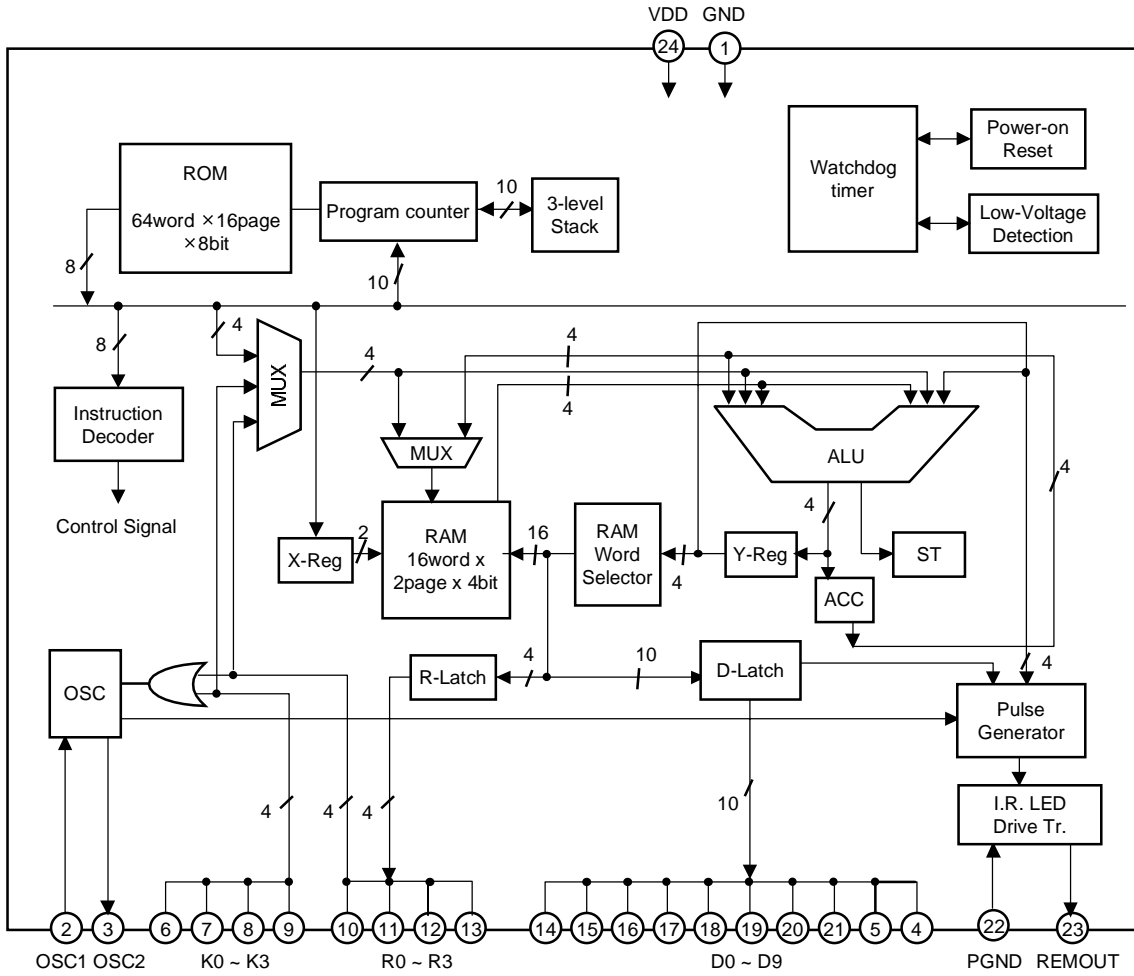 VDD GND
24 1
ROM
64word ×16page
×8bit
Program counter
10
3-level
Stack
Watchdog
timer
Power-on
Reset
Low-Voltage
Detection
8
10
8
4
MUX
4
4
4
Instruction
Decoder
Control Signal
MUX
ALU
4
4
X-Reg
2
RAM
16word x
2page x 4bit
16
RAM
Word
Selector
4
Y-Reg
ST
ACC
OSC
R-Latch
4
10
D-Latch
4
Pulse
Generator
I.R. LED
Drive Tr.
4
4
4
10
2 3 6 7 8 9 10 11 12 13 14 15 16 17 18 19 20 21 5 4 22 23
OSC1 OSC2 K0 ~ K3 R0 ~ R3 D0 ~ D9 PGND REMOUT